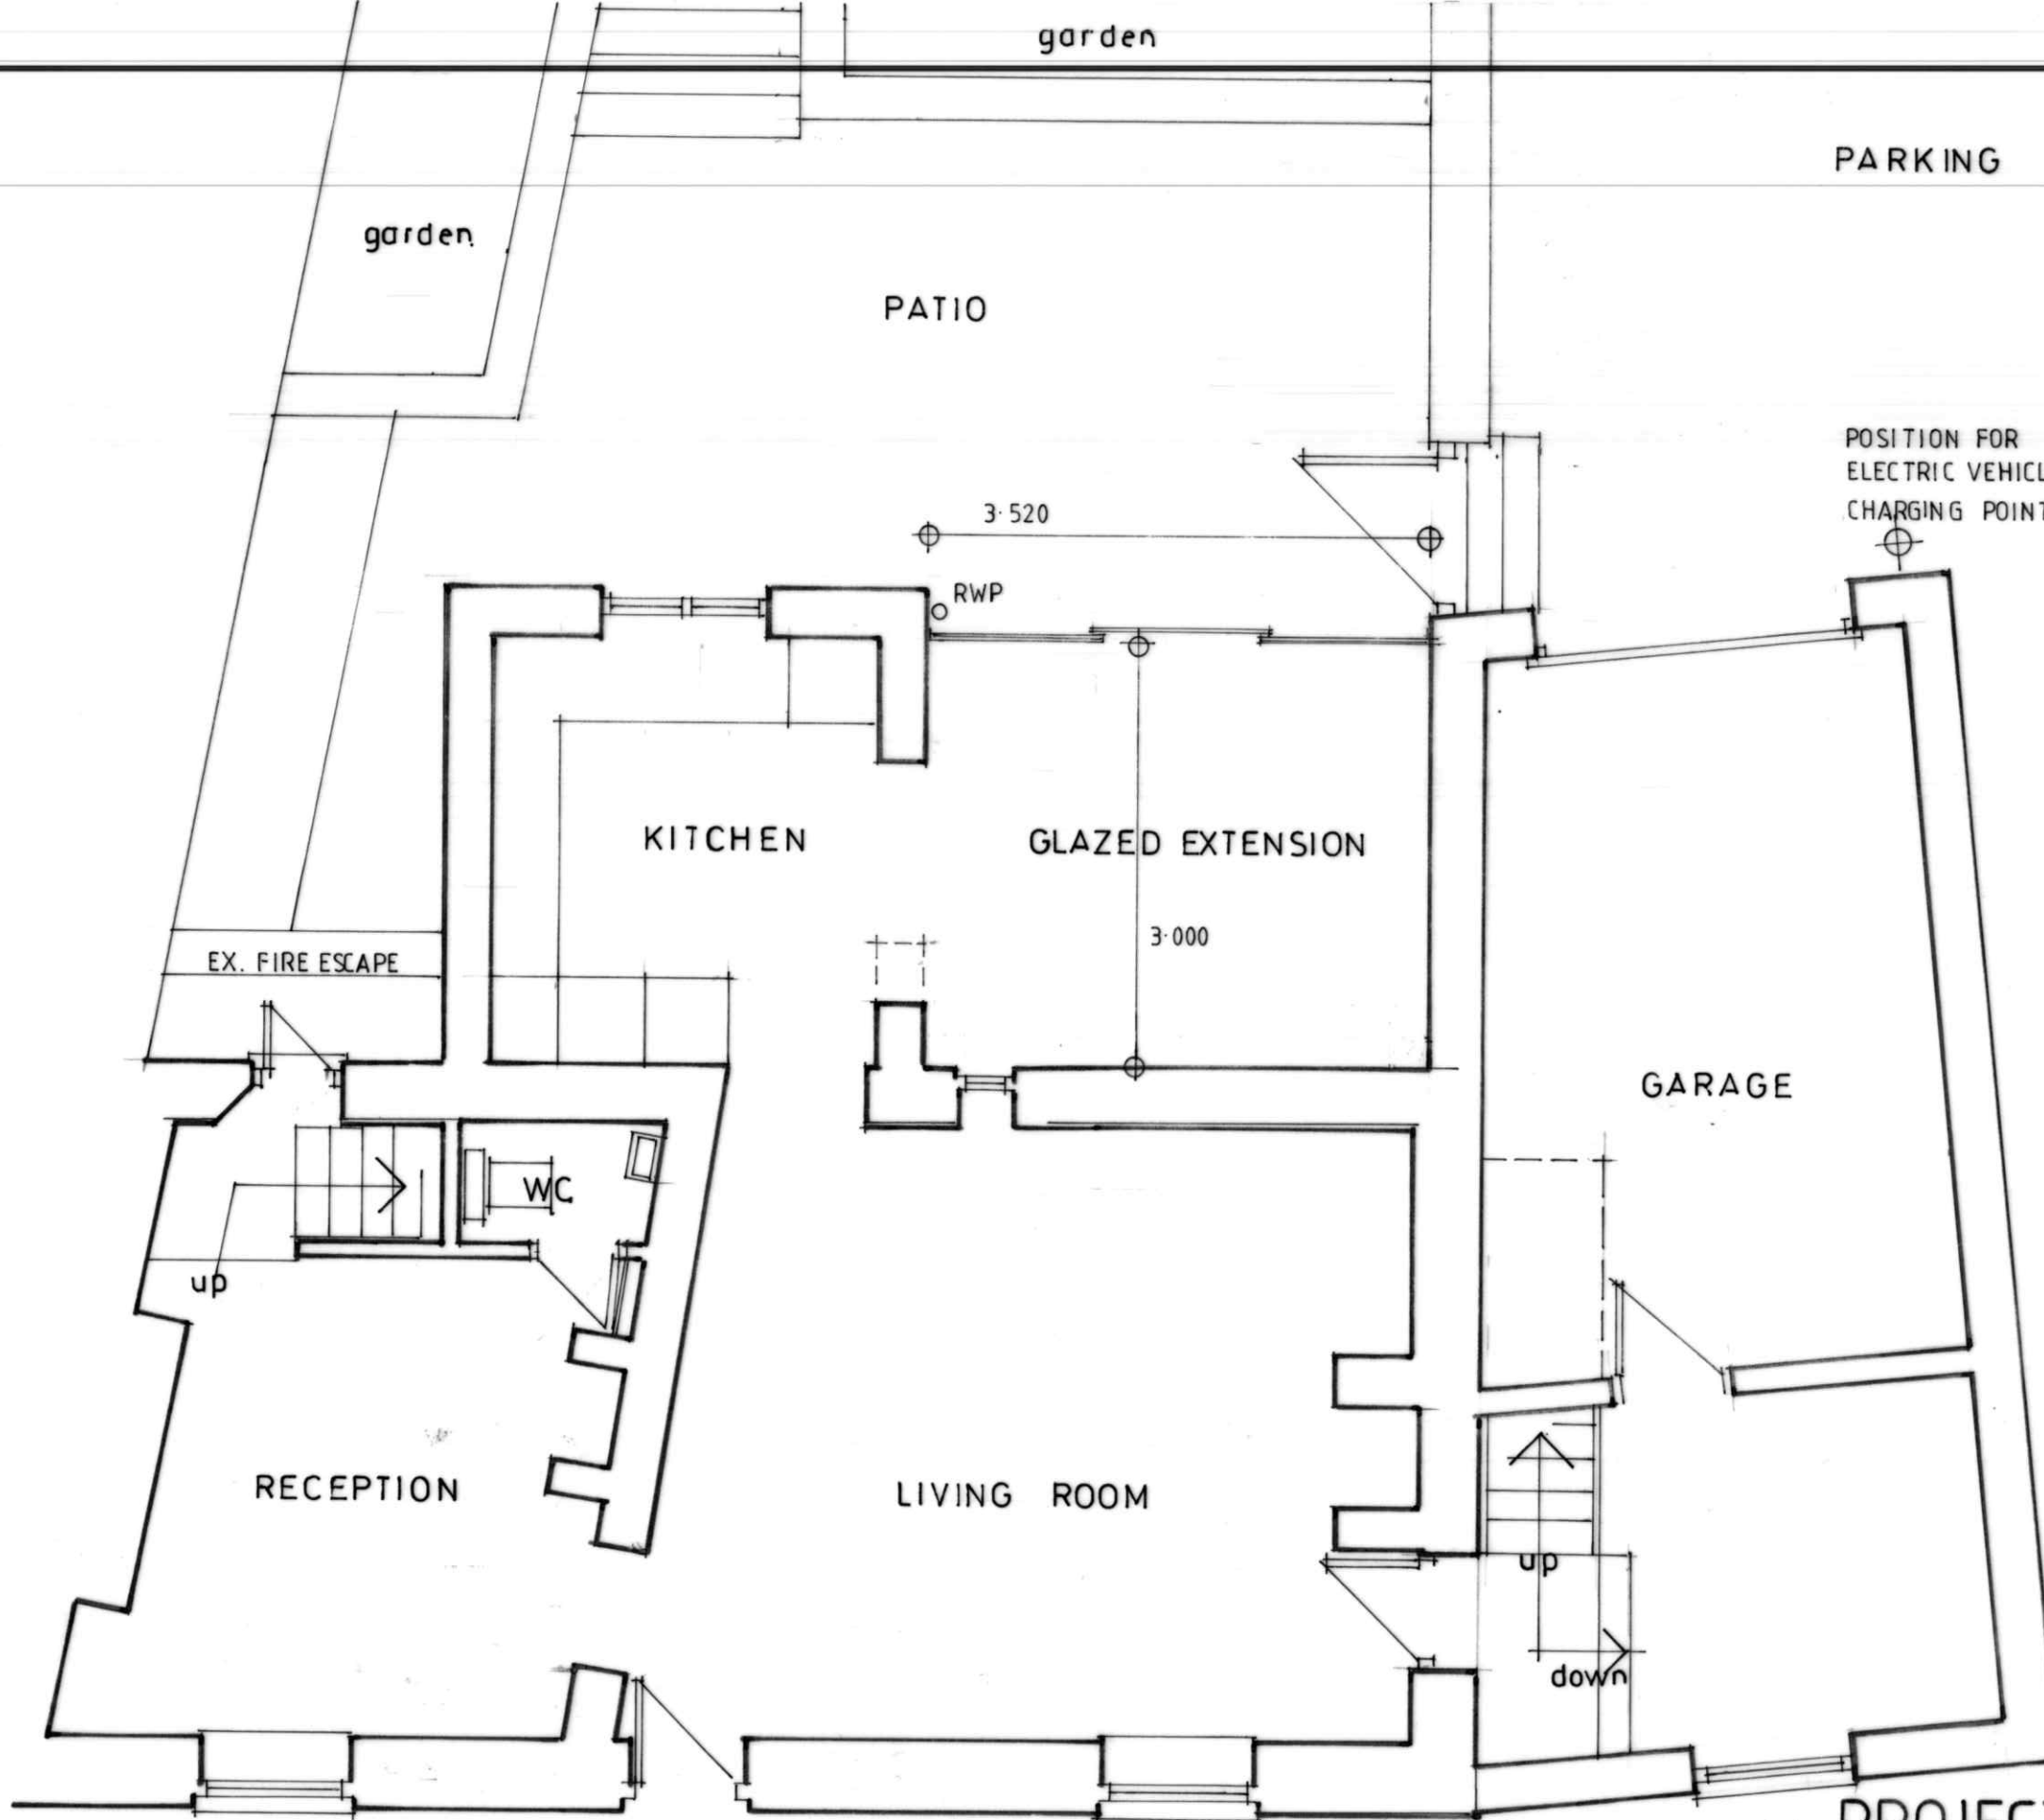 garden
PARKING
garden
PATIO
POSITION FOR
ELECTRIC VEHICL
CHARGING POINT
3·520
RWP
KITCHEN
GLAZED EXTENSION
3·000
EX. FIRE ESCAPE
GARAGE
WC
up
RECEPTION
LIVING ROOM
up
down
PROJEC